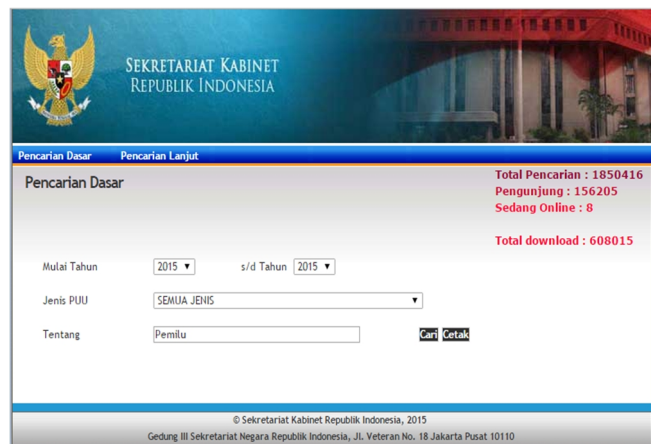 SEKRETARIAT KABINET
REPUBLIK INDONESIA
Pencarian Dasar Pencarian Lanjut
Pencarian Dasar
Total Pencarian : 1850416
Pengunjung : 156205
Sedang Online : 8
Total download : 608015
Mulai Tahun 2015 s/d Tahun 2015
Jenis PUU SEMUA JENIS
Tentang Pemilu Cari Cetak
© Sekretariat Kabinet Republik Indonesia, 2015
Gedung III Sekretariat Negara Republik Indonesia, Jl. Veteran No. 18 Jakarta Pusat 10110